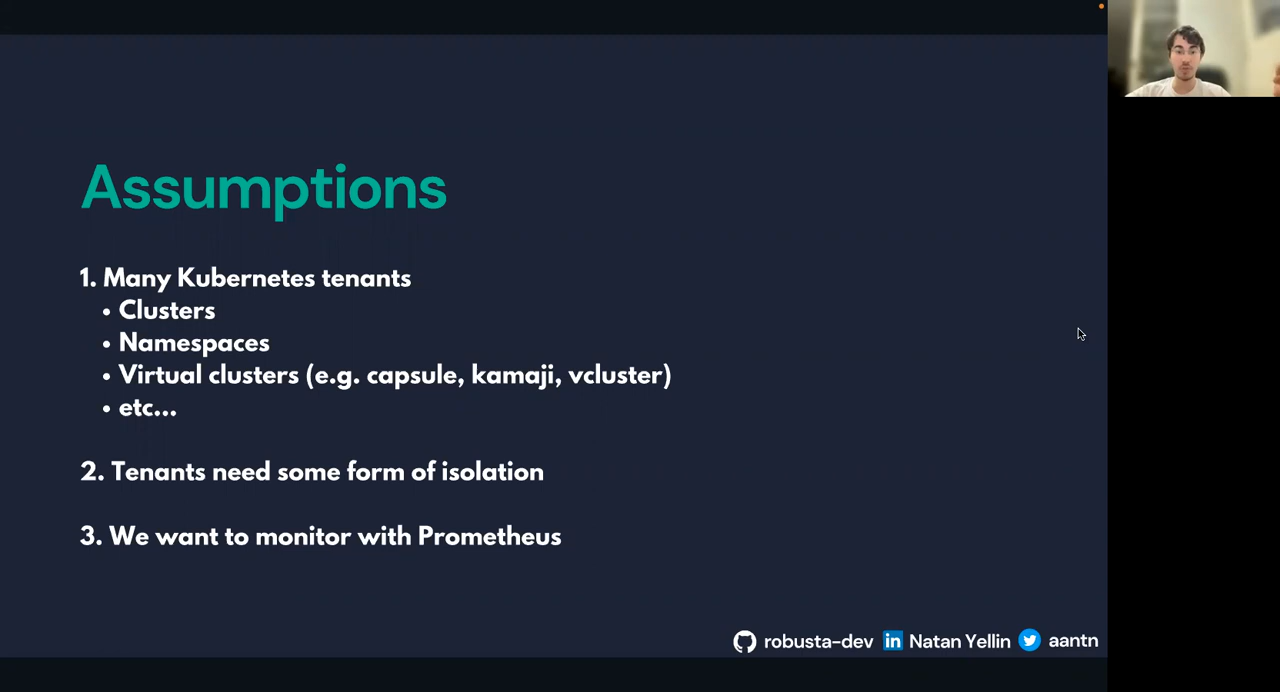 Assumptions
1. Many Kubernetes tenants
• Clusters
• Namespaces
• Virtual clusters (e.g. capsule, kamaji, vcluster)
• etc...
2. Tenants need some form of isolation
3. We want to monitor with Prometheus
robusta-dev in Natan Yellin aantn